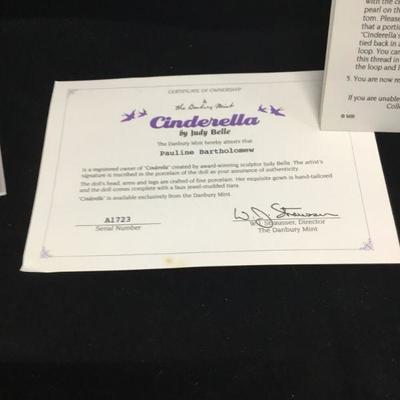 CERTIFICATE OF OWNERSHIP
The Danbury Mint
Cinderella
by Judy Belle
The Danbury Mint hereby attests that
Pauline Bartholomew
is a registered owner of "Cinderella" created by award-winning sculptor Judy Belle. The artist's
signature is inscribed in the porcelain of the doll as your assurance of authenticity.
The doll's head, arms and legs are crafted of fine porcelain. Her exquisite gown is hand-tailored
and the doll comes complete with a faux jewel-studded tiara.
"Cinderella" is available exclusively from the Danbury Mint.
A1723
Serial Number
Strausser, Director
The Danbury Mint
with the c
pearl on th
tom. Please
that a portio
"Cinderella's
tied back in a
loop. You can
this thread in
the loop and l
5. You are now re
If you are unable
Colle
© MBI